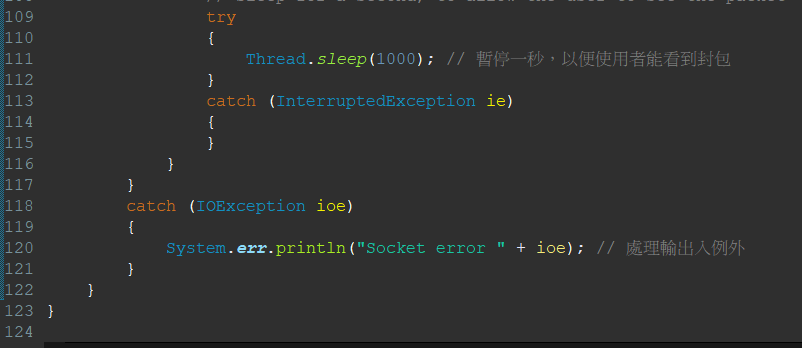 109 try
110 {
111 Thread.sleep(1000); // 暫停一秒，以便使用者能看到封包
112 }
113 catch (InterruptedException ie)
114 {
115 }
116 }
117 }
118 catch (IOException ioe)
119 {
120 System.err.println("Socket error " + ioe); // 處理輸出入例外
121 }
122 }
123 }
124